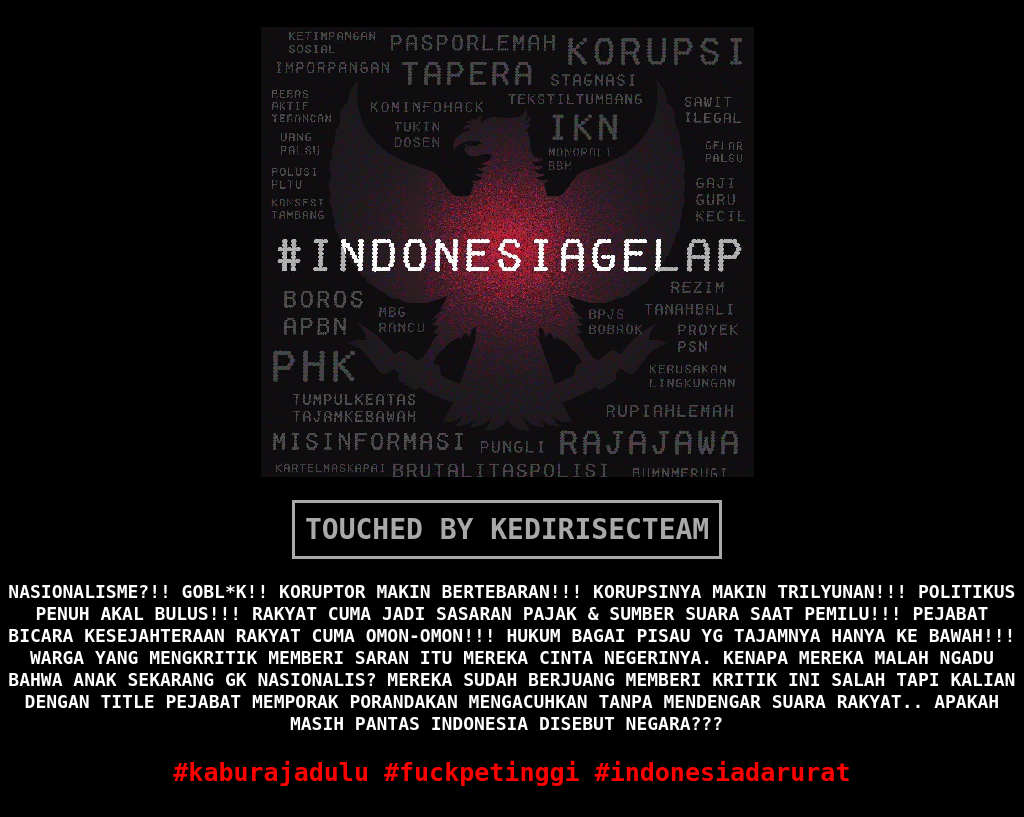 KETIMPANGAN SOSIAL
PASPORLEMAH
KORUPSI
IMPORPANGAN
TAPERA
STAGNASI
BERAS AKTIF TERANCAN
KOMINFOHACK
TEKSTILTUMBANG
SAWIT ILEGAL
UANG PALSU
TUKIN DOSEN
IKN
MONOPOLI BBM
GELAR PALSU
POLUSI PLTU
GAJI GURU KECIL
KONSESI TAMBANG
#INDONESIAGELAP
BOROS APBN
MBG RANCU
BPJS BOBROK
REZIM
TANAHBALI
PROYEK PSN
PHK
KERUSAKAN LINGKUNGAN
TUMPULKEATAS TAJAMKEBAWAH
RUPIAHLEMAH
MISINFORMASI
PUNGLI
RAJAJAWA
KARTELMASKAPAI
BRUTALITASPOLISI
BUMNMERUGI
TOUCHED BY KEDIRISECTEAM
NASIONALISME?!! GOBL*K!! KORUPTOR MAKIN BERTEBARAN!!! KORUPSINYA MAKIN TRILYUNAN!!! POLITIKUS
PENUH AKAL BULUS!!! RAKYAT CUMA JADI SASARAN PAJAK & SUMBER SUARA SAAT PEMILU!!! PEJABAT
BICARA KESEJAHTERAAN RAKYAT CUMA OMON-OMON!!! HUKUM BAGAI PISAU YG TAJAMNYA HANYA KE BAWAH!!!
WARGA YANG MENGKRITIK MEMBERI SARAN ITU MEREKA CINTA NEGERINYA. KENAPA MEREKA MALAH NGADU
BAHWA ANAK SEKARANG GK NASIONALIS? MEREKA SUDAH BERJUANG MEMBERI KRITIK INI SALAH TAPI KALIAN
DENGAN TITLE PEJABAT MEMPORAK PORANDAKAN MENGACUHKAN TANPA MENDENGAR SUARA RAKYAT.. APAKAH
MASIH PANTAS INDONESIA DISEBUT NEGARA???
#kaburajadulu #fuckpetinggi #indonesiadarurat